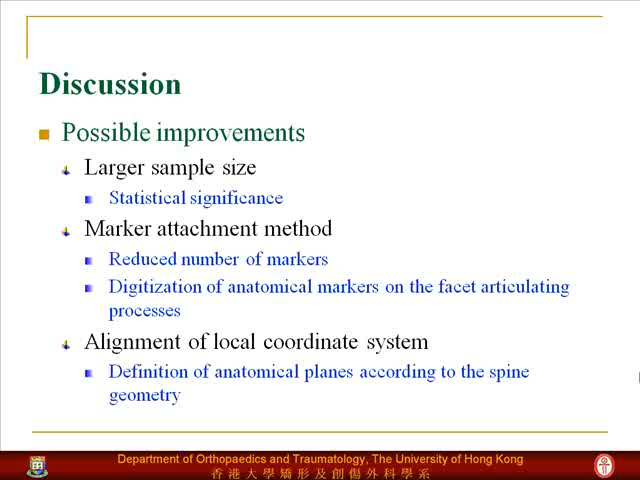 Discussion
Possible improvements
Larger sample size
Statistical significance
Marker attachment method
Reduced number of markers
Digitization of anatomical markers on the facet articulating
processes
Alignment of local coordinate system
Definition of anatomical planes according to the spine
geometry
Department of Orthopaedics and Traumatology, The University of Hong Kong
香港大學矯形及創傷外科學系